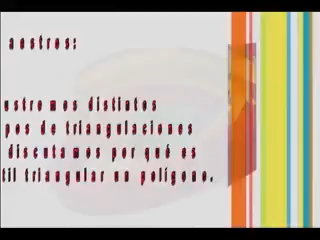 aestros:
ustremos distintos
pos de triangulaciones
discutamos por qué es
til triangular un polígono.